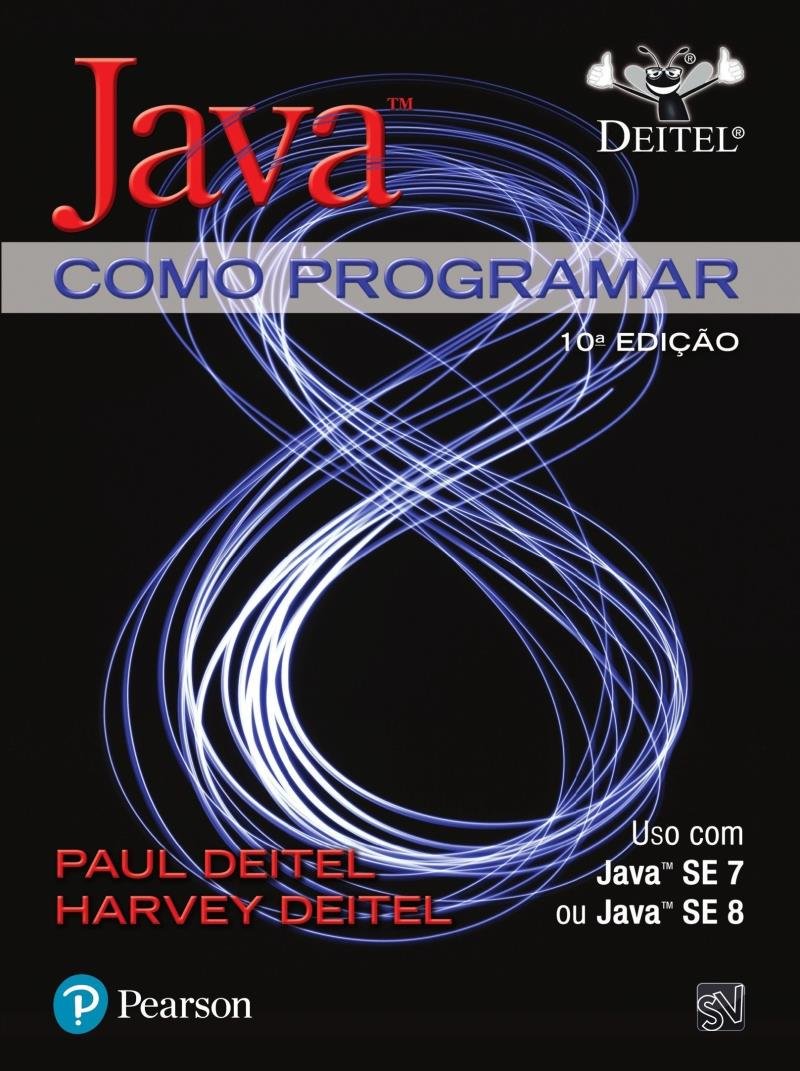 Java™
DEITEL®
COMO PROGRAMAR
10ª EDIÇÃO
PAUL DEITEL
HARVEY DEITEL
Uso com
Java™ SE 7
ou Java™ SE 8
Pearson
SV